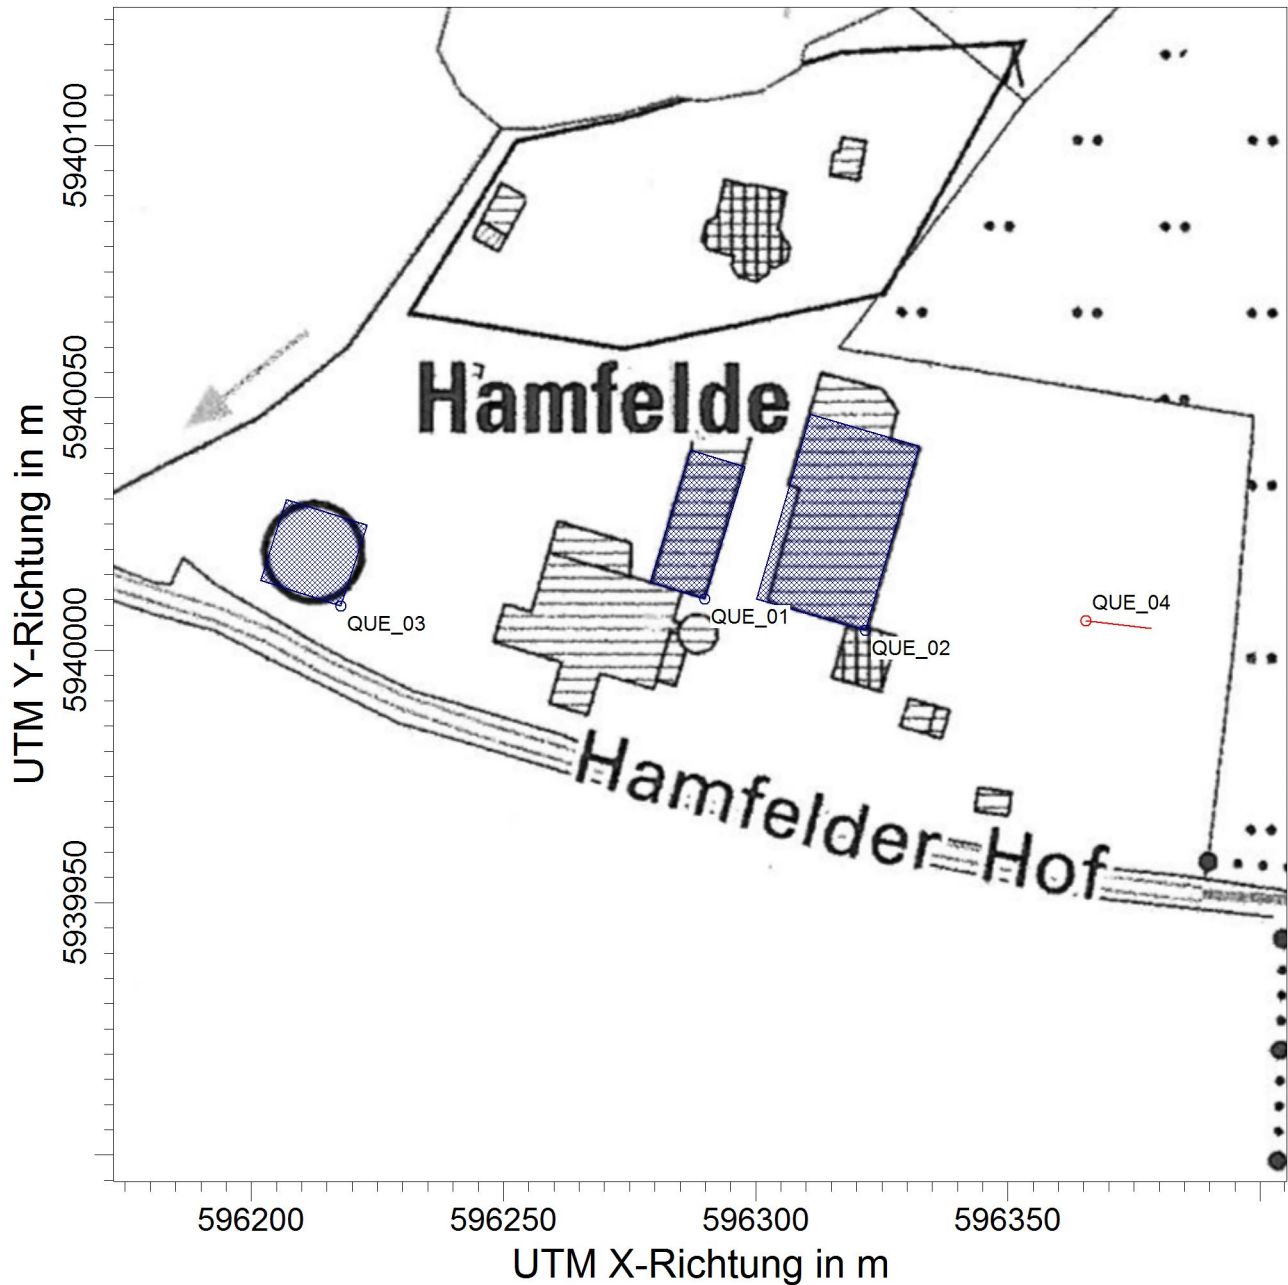 5940100
5940050
Hamfelde
5940000
5939950
UTM Y-Richtung in m
QUE_03
QUE_01
QUE_02
QUE_04
Hamfelder Hof
596200
596250
596300
596350
UTM X-Richtung in m